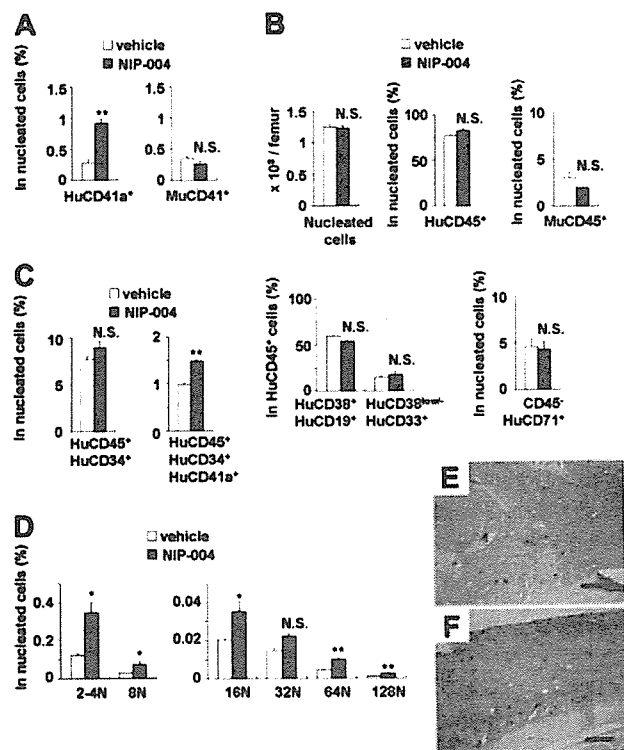 A
□ vehicle
■ NIP-004
In nucleated cells (%)
1.5
1
0.5
0
**
HuCD41a⁺
1.5
1
0.5
0
N.S.
MuCD41⁺
B
□ vehicle
■ NIP-004
/ femur
1.5
1
0.5
0
N.S.
Nucleated
cells
In nucleated cells (%)
100
75
50
25
0
N.S.
HuCD45⁺
In nucleated cells (%)
10
5
0
N.S.
MuCD45⁺
In HuCD45⁺ cells (%)
100
50
0
N.S.
N.S.
HuCD38⁺
HuCD19⁺
HuCD38low/-
HuCD33⁺
In nucleated cells (%)
10
5
0
N.S.
CD45⁻
HuCD71⁺
C
□ vehicle
■ NIP-004
In nucleated cells (%)
10
5
0
N.S.
HuCD45⁺
HuCD34⁺
2
1
0
**
HuCD45⁺
HuCD34⁺
HuCD41a⁺
D
□ vehicle
■ NIP-004
In nucleated cells (%)
0.4
0.2
0
*
*
2-4N
8N
0.04
0.02
0
*
N.S.
**
**
16N
32N
64N
128N
E
F